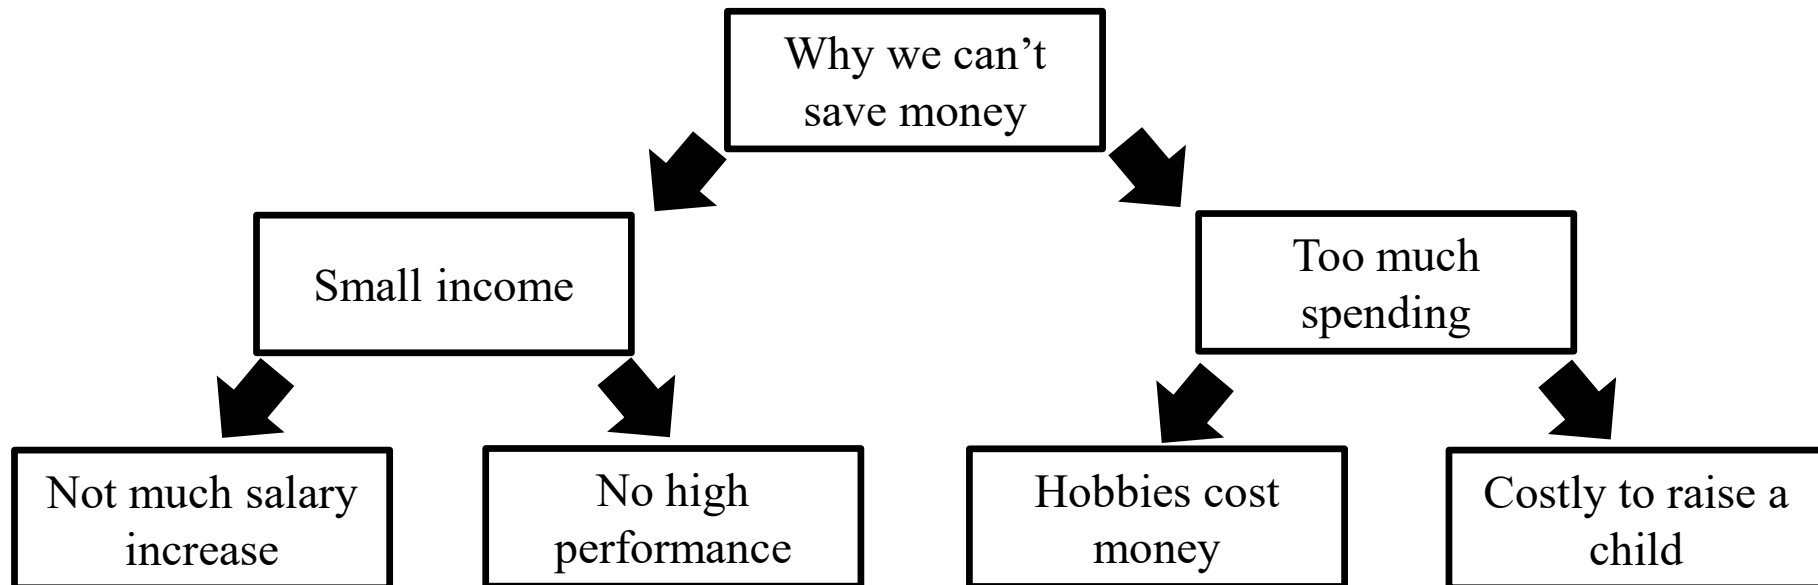 Why we can’t
save money
Small income
Too much
spending
Not much salary
increase
No high
performance
Hobbies cost
money
Costly to raise a
child